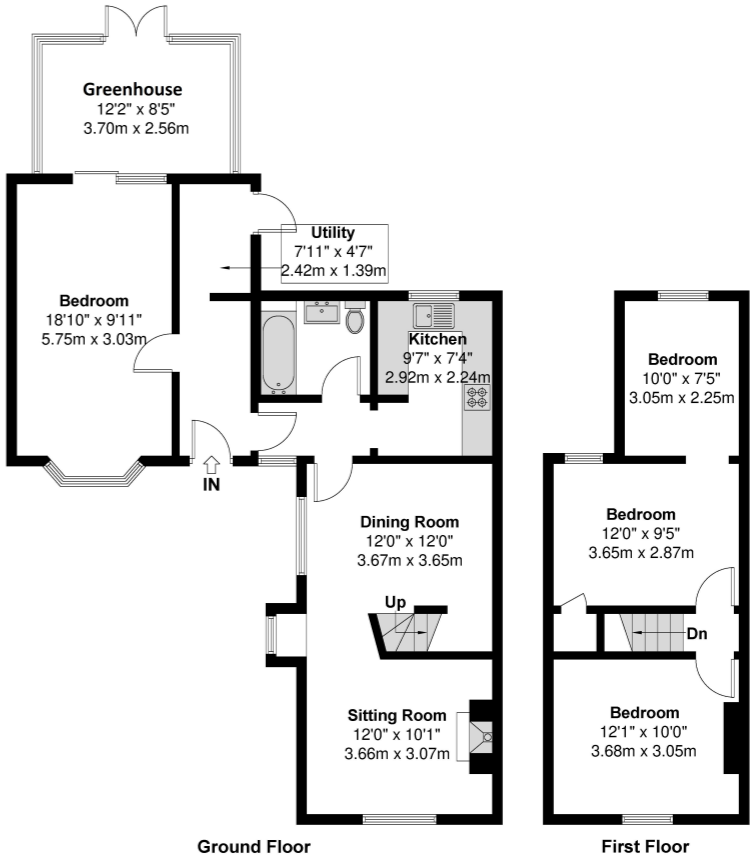 Greenhouse
12'2" x 8'5"
3.70m x 2.56m
Utility
7'11" x 4'7"
2.42m x 1.39m
Bedroom
18'10" x 9'11"
5.75m x 3.03m
Kitchen
9'7" x 7'4"
2.92m x 2.24m
IN
Dining Room
12'0" x 12'0"
3.67m x 3.65m
Up
Sitting Room
12'0" x 10'1"
3.66m x 3.07m
Ground Floor
Bedroom
10'0" x 7'5"
3.05m x 2.25m
Bedroom
12'0" x 9'5"
3.65m x 2.87m
Dn
Bedroom
12'1" x 10'0"
3.68m x 3.05m
First Floor